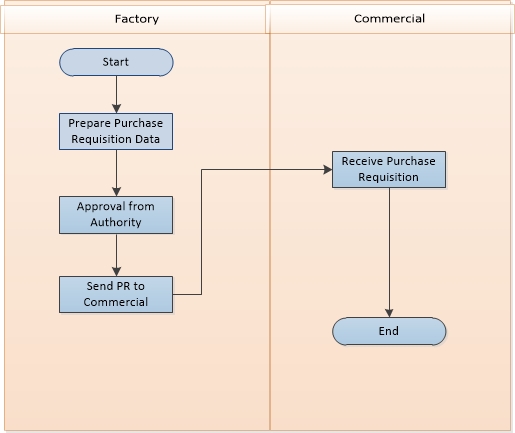 Factory
Commercial
Start
Prepare Purchase
Requisition Data
Approval from
Authority
Send PR to
Commercial
Receive Purchase
Requisition
End